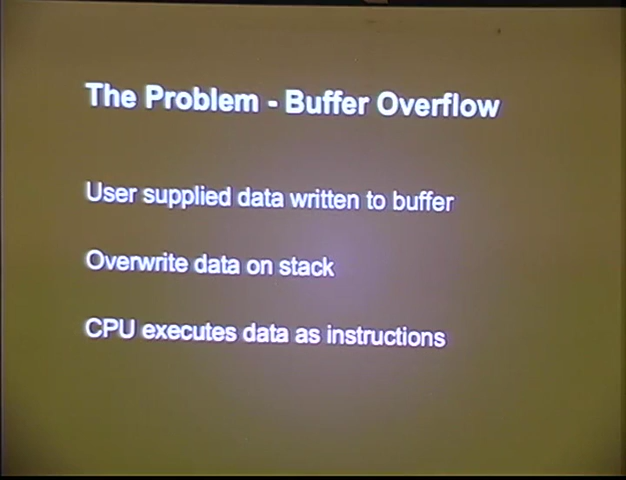 The Problem - Buffer Overflow
User supplied data written to buffer
Overwrite data on stack
CPU executes data as instructions